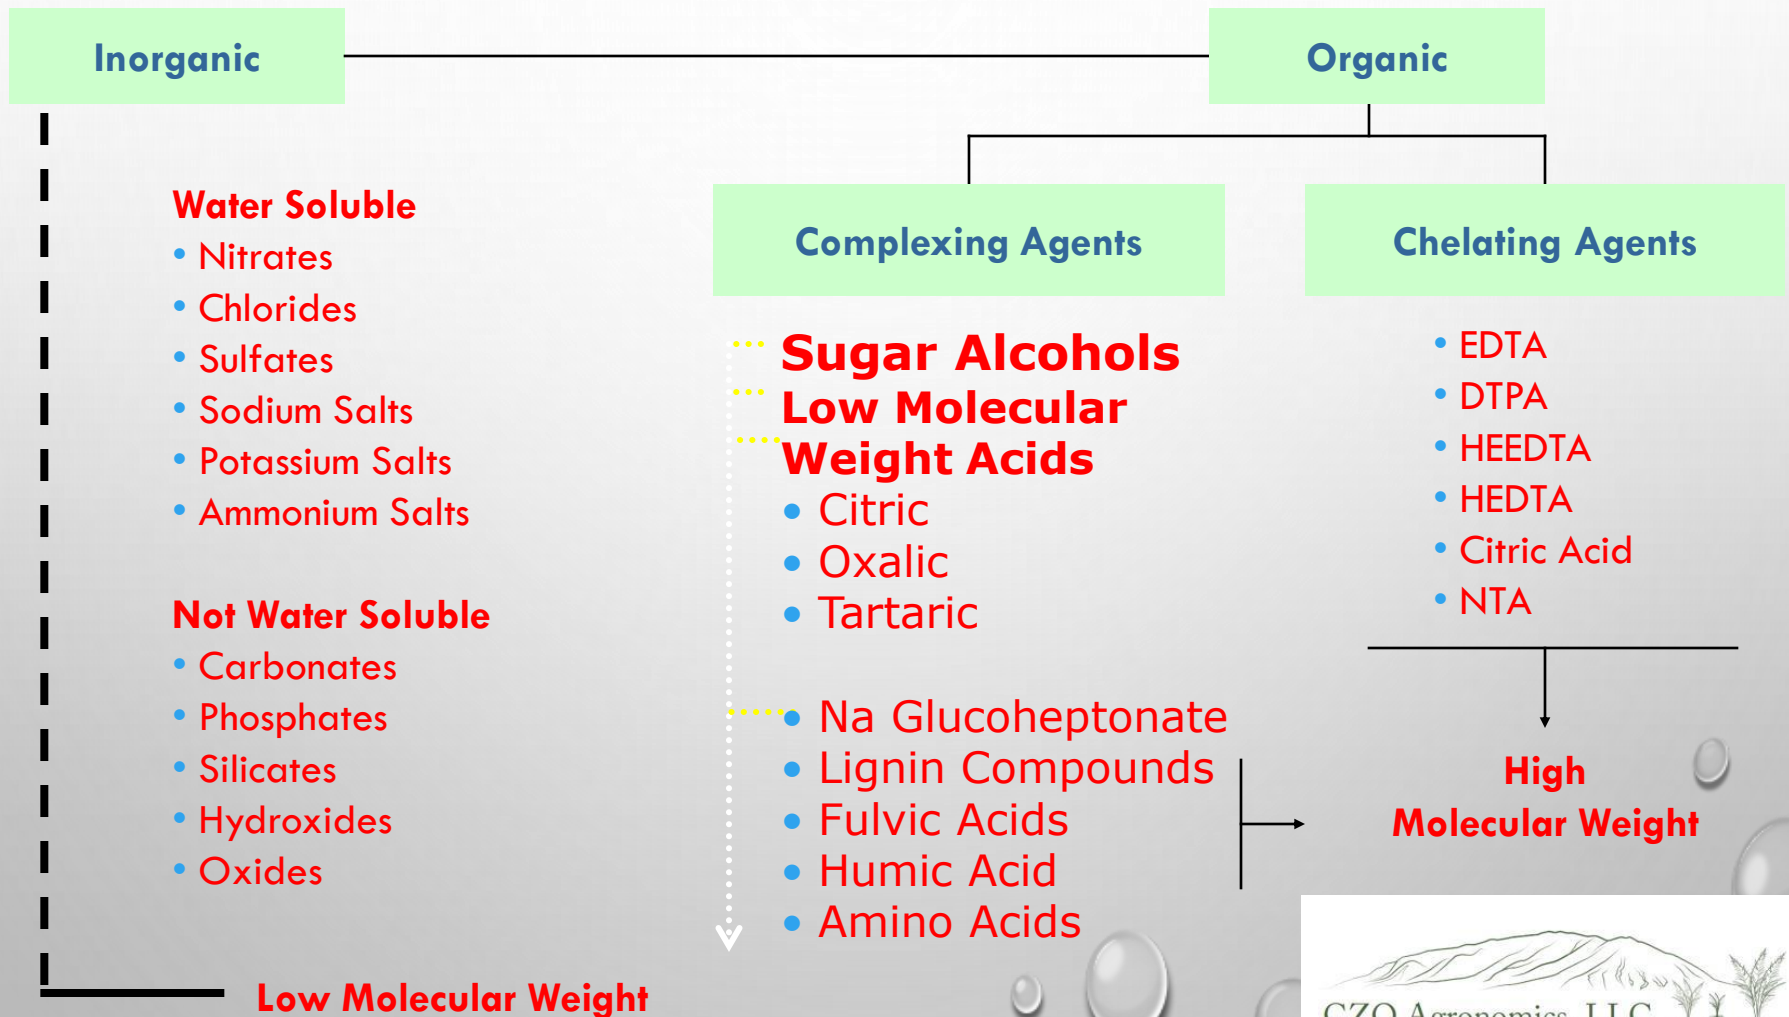 Inorganic
Organic
Water Soluble
• Nitrates
• Chlorides
• Sulfates
• Sodium Salts
• Potassium Salts
• Ammonium Salts
Not Water Soluble
• Carbonates
• Phosphates
• Silicates
• Hydroxides
• Oxides
Low Molecular Weight
Complexing Agents
Sugar Alcohols
Low Molecular
Weight Acids
• Citric
• Oxalic
• Tartaric
• Na Glucoheptonate
• Lignin Compounds
• Fulvic Acids
• Humic Acid
• Amino Acids
Chelating Agents
• EDTA
• DTPA
• HEEDTA
• HEDTA
• Citric Acid
• NTA
High
Molecular Weight
CZO Agronomics, LLC